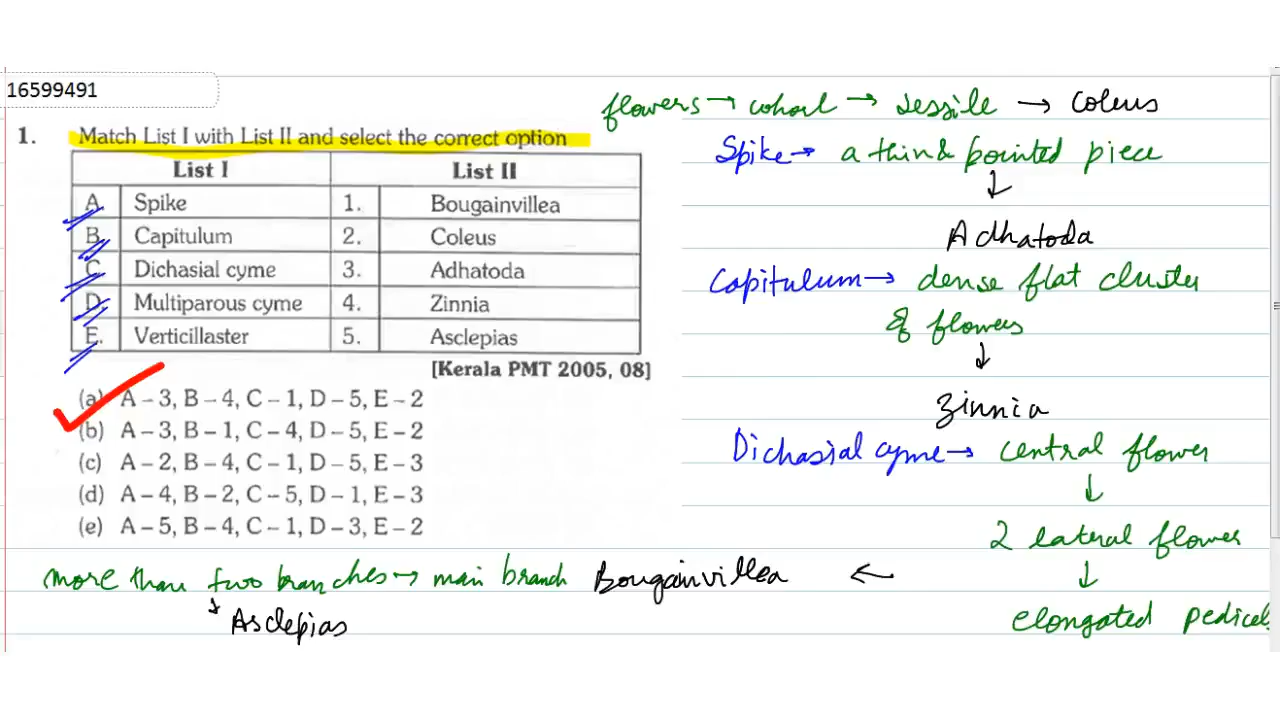 16599491
1. Match List I with List II and select the correct option
List I List II
A. Spike 1. Bougainvillea
B. Capitulum 2. Coleus
C. Dichasial cyme 3. Adhatoda
D. Multiparous cyme 4. Zinnia
E. Verticillaster 5. Asclepias
[Kerala PMT 2005, 08]
(a) A – 3, B – 4, C – 1, D – 5, E – 2
(b) A – 3, B – 1, C – 4, D – 5, E – 2
(c) A – 2, B – 4, C – 1, D – 5, E – 3
(d) A – 4, B – 2, C – 5, D – 1, E – 3
(e) A – 5, B – 4, C – 1, D – 3, E – 2
flowers → cohort → sessile → Coleus
Spike → a thin & pointed piece
↓
Adhatoda
Capitulum → dense flat cluster
of flowers
↓
Zinnia
Dichasial cyme → central flower
↓
2 lateral flower
↓
elongated pedicels
← Bougainvillea
more than two branches → main branch
↓
Asclepias